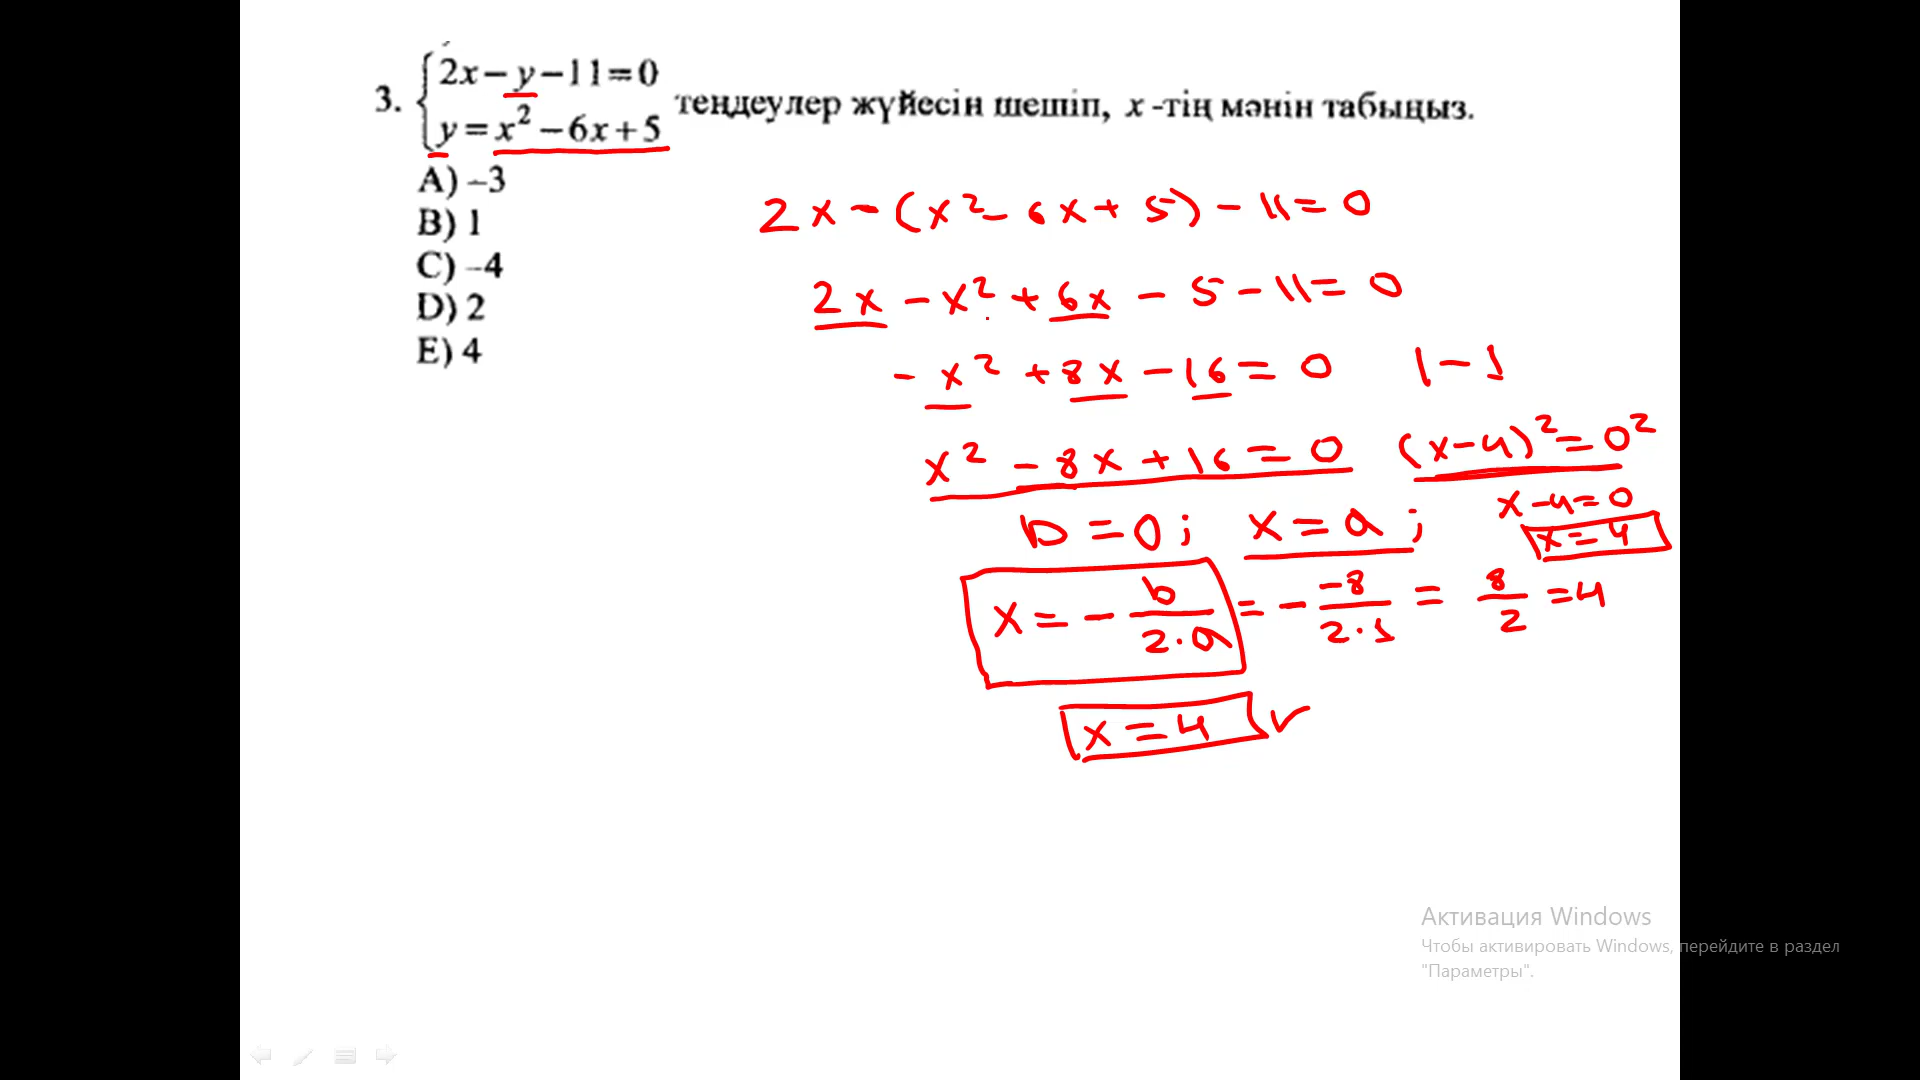 3. { 2x − y − 11 = 0
y = x² − 6x + 5 теңдеулер жүйесін шешіп, x -тің мәнін табыңыз.
A) –3
B) 1
C) –4
D) 2
E) 4
2x − (x² − 6x + 5) − 11 = 0
2x − x² + 6x − 5 − 11 = 0
− x² + 8x − 16 = 0 | − 1
x² − 8x + 16 = 0 (x − 4)² = 0²
x − 4 = 0
D = 0; x = a; x = 4
x = − b/(2·a) = − −8/(2·1) = 8/2 = 4
x = 4 ✓
Активация Windows
Чтобы активировать Windows, перейдите в раздел
"Параметры".